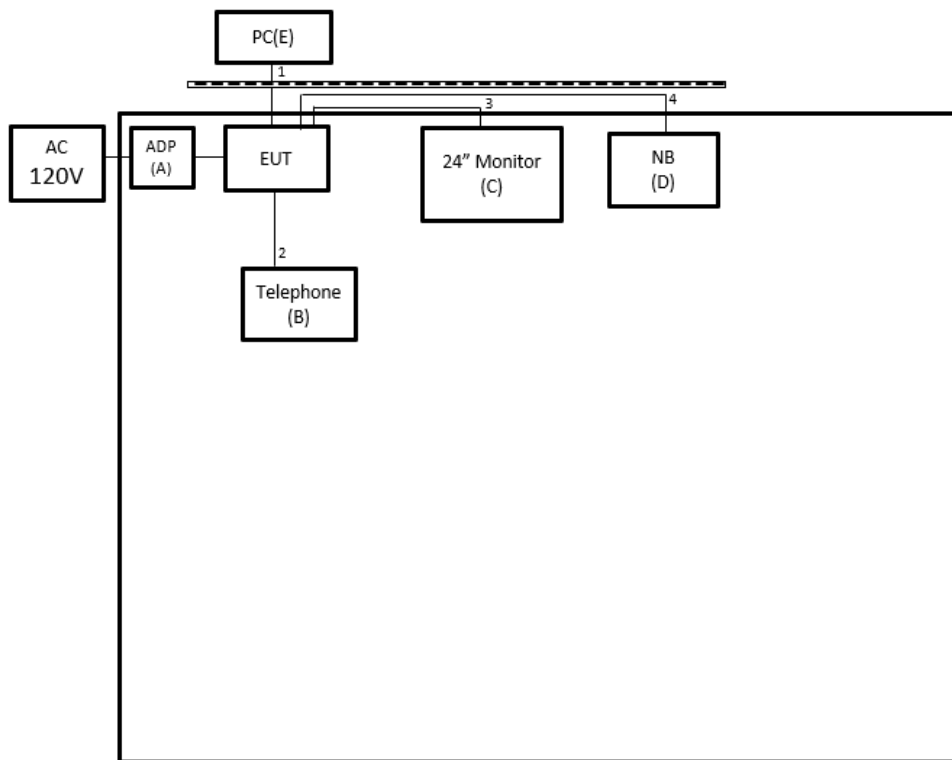 PC(E)
1
4
3
AC
120V
ADP
(A)
EUT
24" Monitor
(C)
NB
(D)
2
Telephone
(B)